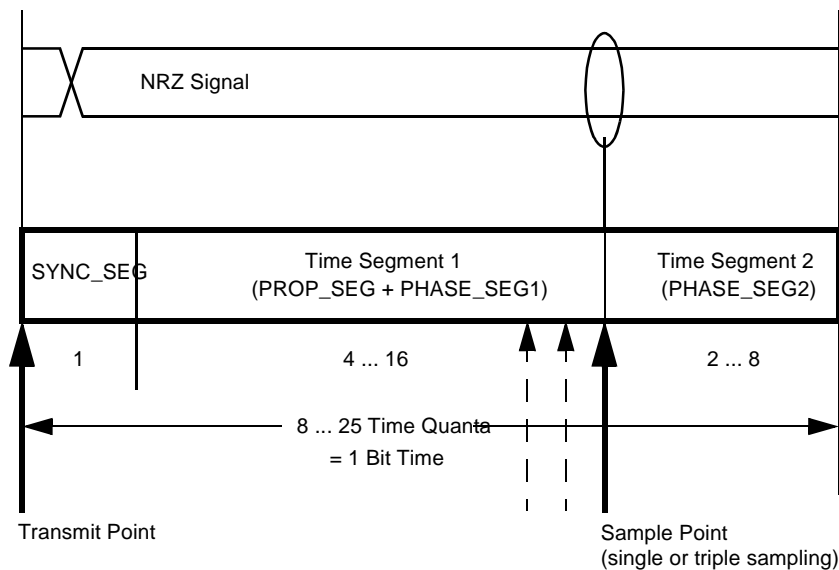 NRZ Signal
SYNC_SEG
Time Segment 1
(PROP_SEG + PHASE_SEG1)
Time Segment 2
(PHASE_SEG2)
1
4 ... 16
2 ... 8
8 ... 25 Time Quanta
= 1 Bit Time
Transmit Point
Sample Point
(single or triple sampling)